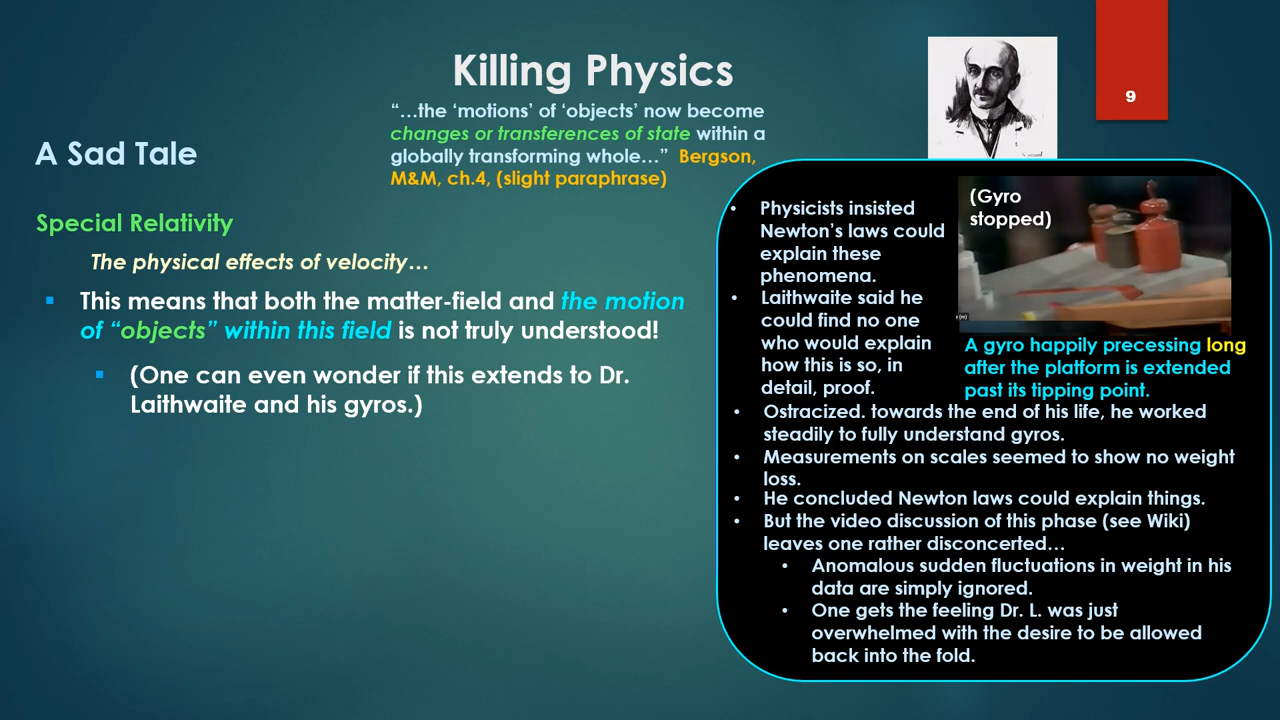 Killing Physics
9
“…the ‘motions’ of ‘objects’ now become
changes or transferences of state within a
globally transforming whole…”  Bergson,
M&M, ch.4, (slight paraphrase)
A Sad Tale
Special Relativity
The physical effects of velocity…
This means that both the matter-field and the motion
of “objects” within this field is not truly understood!
(One can even wonder if this extends to Dr.
Laithwaite and his gyros.)
• Physicists insisted
Newton’s laws could
explain these
phenomena.
• Laithwaite said he
could find no one
who would explain
how this is so, in
detail, proof.
(Gyro
stopped)
A gyro happily precessing long
after the platform is extended
past its tipping point.
• Ostracized. towards the end of his life, he worked
steadily to fully understand gyros.
• Measurements on scales seemed to show no weight
loss.
• He concluded Newton laws could explain things.
• But the video discussion of this phase (see Wiki)
leaves one rather disconcerted…
• Anomalous sudden fluctuations in weight in his
data are simply ignored.
• One gets the feeling Dr. L. was just
overwhelmed with the desire to be allowed
back into the fold.